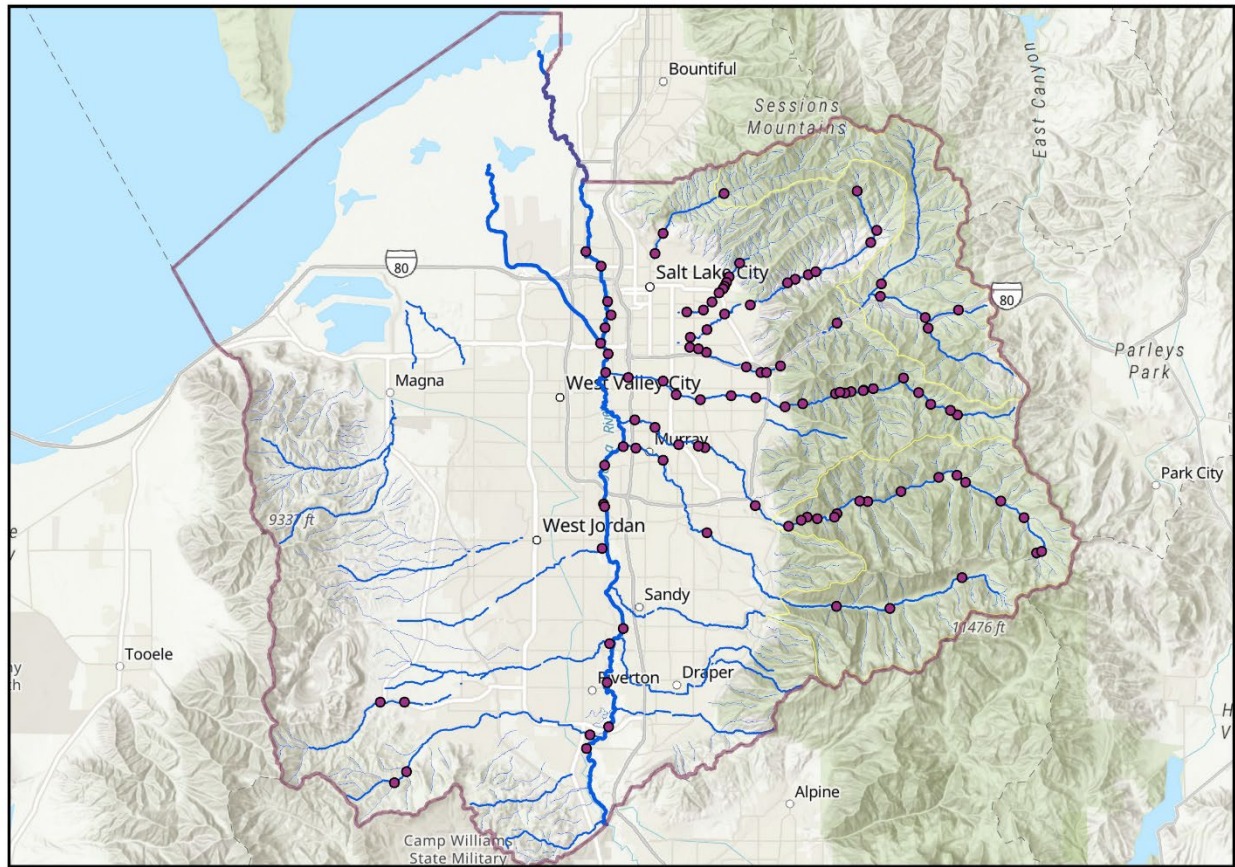 Bountiful
Sessions
Mountains
East Canyon
Salt Lake City
80
80
Parleys
Park
Magna
West Valley City
Murray
Park City
9337 ft
West Jordan
Sandy
11476 ft
Tooele
Riverton
Draper
Alpine
Camp Williams
State Military